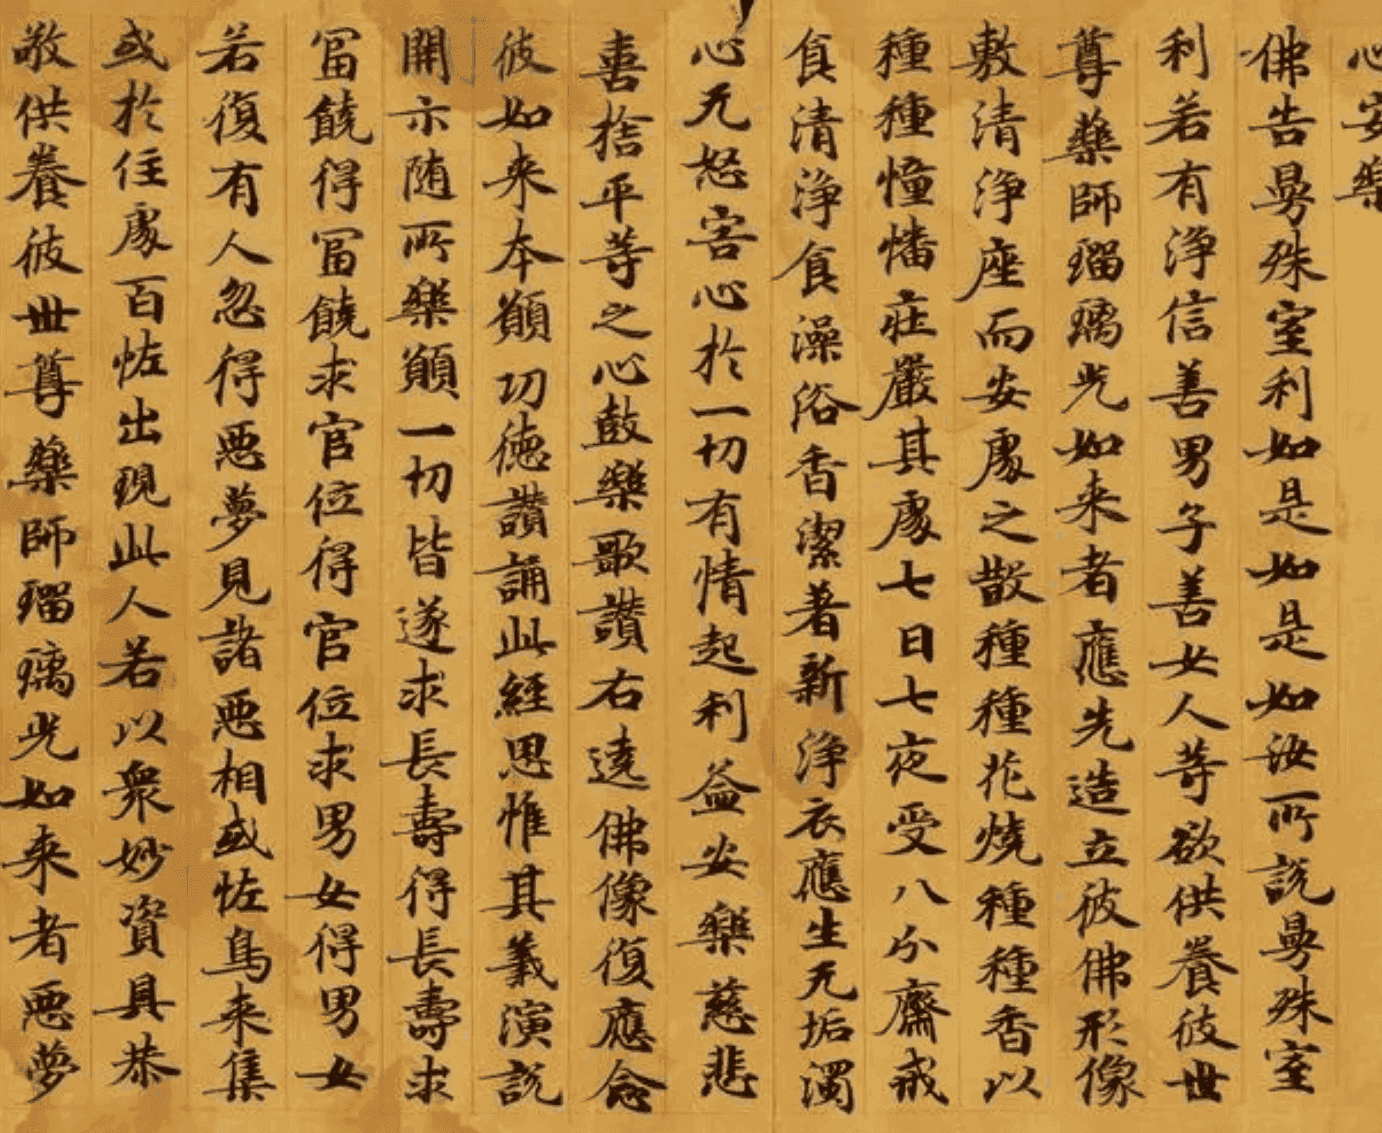 心安樂
佛告曼殊室利如是如是如汝所說曼殊室
利若有淨信善男子善女人等欲供養彼世
尊藥師瑠璃光如来者應先造立彼佛形像
敷清淨座而安處之散種種花燒種種香以
種種幢幡莊嚴其處七日七夜受八分齋戒
食清淨食澡浴香潔著新淨衣應生无垢濁
心无怒害心於一切有情起利益安樂慈悲
喜捨平等之心鼓樂歌讚右遶佛像復應念
彼如来本願功德讚誦此經思惟其義演說
開示随所樂願一切皆遂求長壽得長壽求
冨饒得冨饒求官位得官位求男女得男女
若復有人忽得惡夢見諸惡相或恠鳥来集
或於住處百恠出現此人若以衆妙資具恭
敬供養彼世尊藥師瑠璃光如来者惡夢